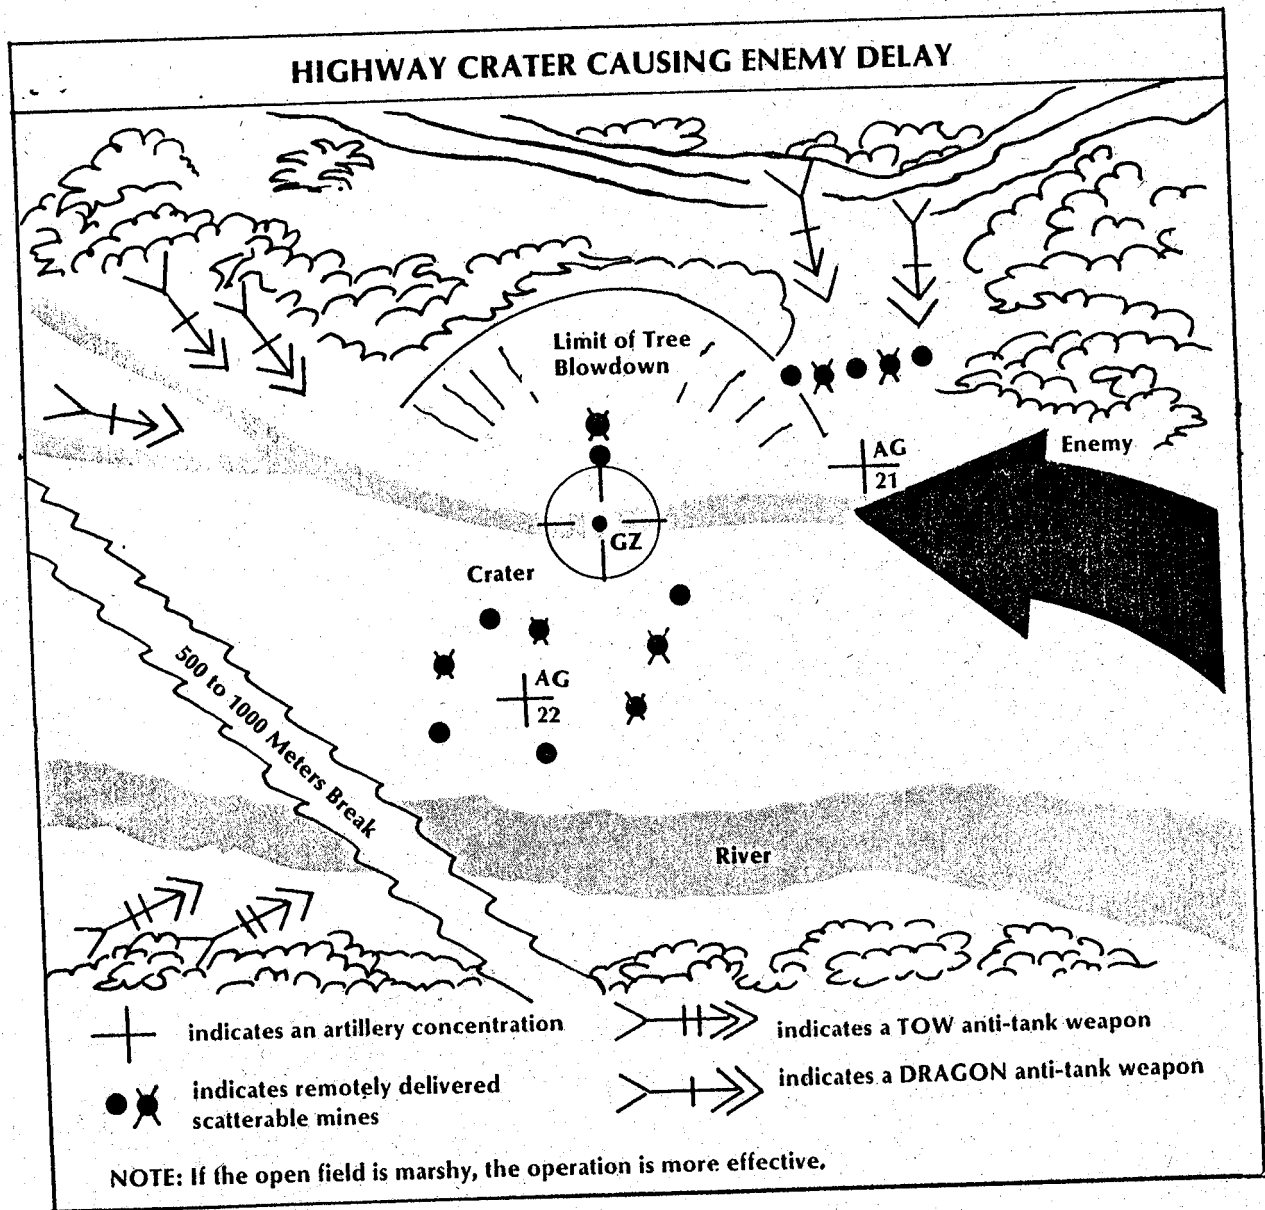 HIGHWAY CRATER CAUSING ENEMY DELAY
Limit of Tree
Blowdown
Enemy
AG
21
GZ
Crater
AG
22
500 to 1000 Meters Break
River
indicates an artillery concentration
indicates a TOW anti-tank weapon
indicates remotely delivered
scatterable mines
indicates a DRAGON anti-tank weapon
NOTE: If the open field is marshy, the operation is more effective.